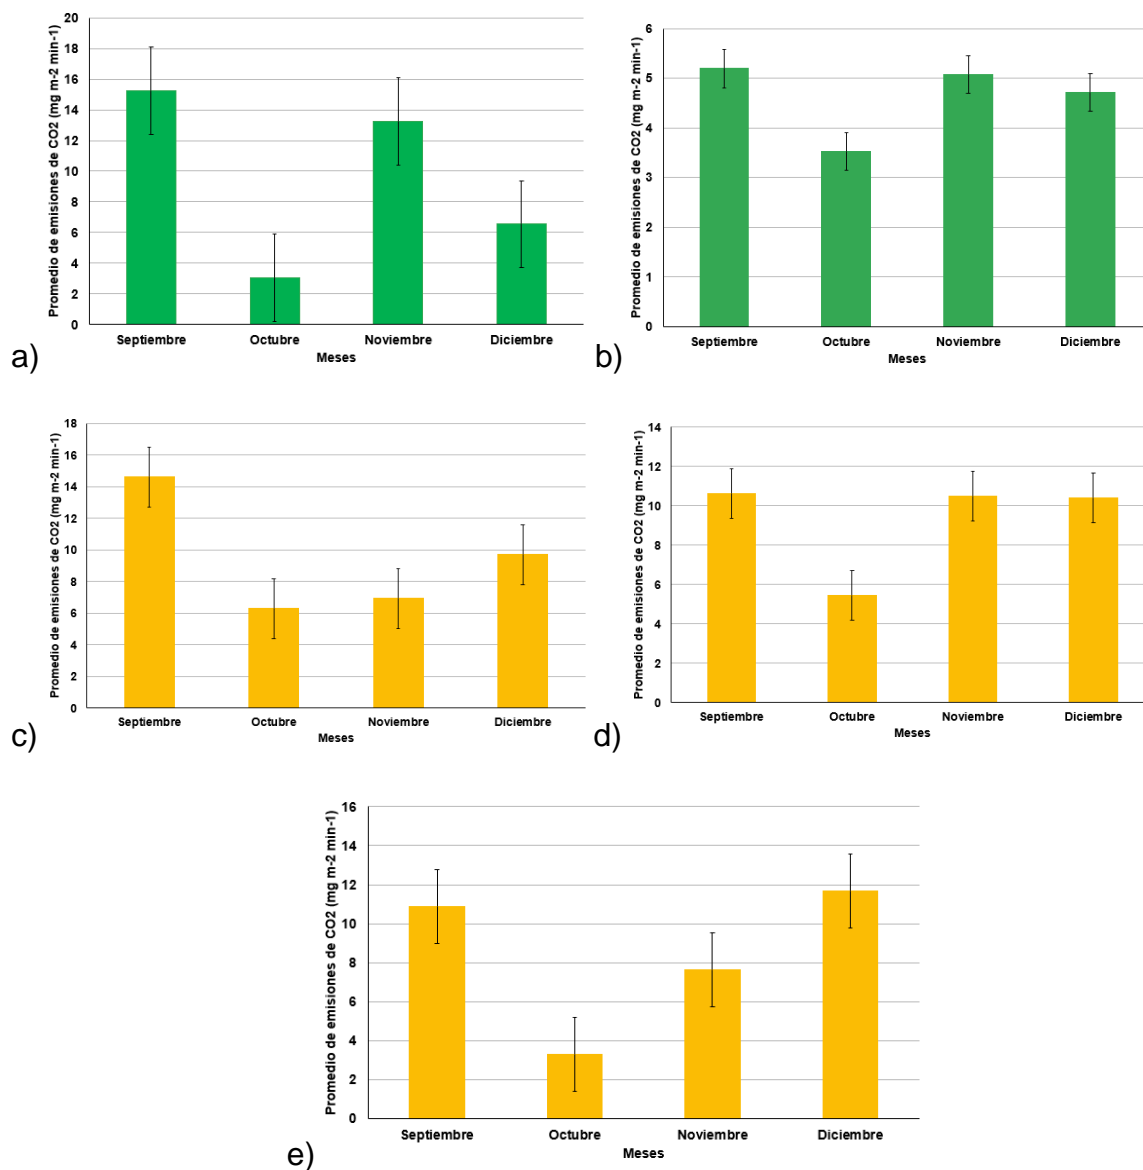 Promedio de emisiones de CO2 (mg m-2 min-1)
20
18
16
14
12
10
8
6
4
2
0
Septiembre Octubre Noviembre Diciembre
Meses
a)
Promedio de emisiones de CO2 (mg m-2 min-1)
6
5
4
3
2
1
0
Septiembre Octubre Noviembre Diciembre
Meses
b)
Promedio de emisiones de CO2 (mg m-2 min-1)
18
16
14
12
10
8
6
4
2
0
Septiembre Octubre Noviembre Diciembre
Meses
c)
Promedio de emisiones de CO2 (mg m-2 min-1)
14
12
10
8
6
4
2
0
Septiembre Octubre Noviembre Diciembre
Meses
d)
Promedio de emisiones de CO2 (mg m-2 min-1)
16
14
12
10
8
6
4
2
0
Septiembre Octubre Noviembre Diciembre
Meses
e)